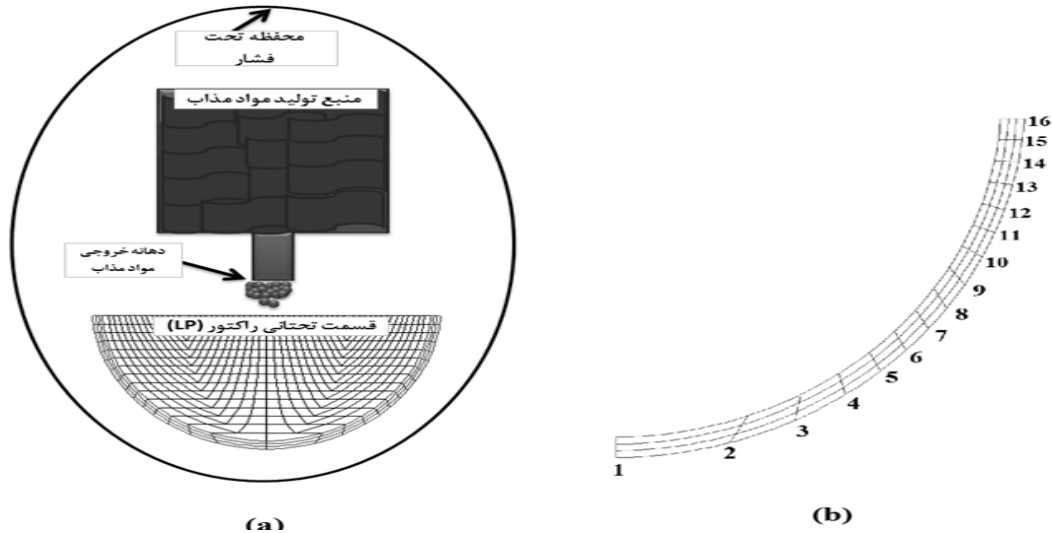 محفظه تحت
فشار
منبع تولید مواد مذاب
دهانه خروجی
مواد مذاب
قسمت تحتانی راکتور (LP)
(a)
16
15
14
13
12
11
10
9
8
7
6
5
4
3
2
1
(b)